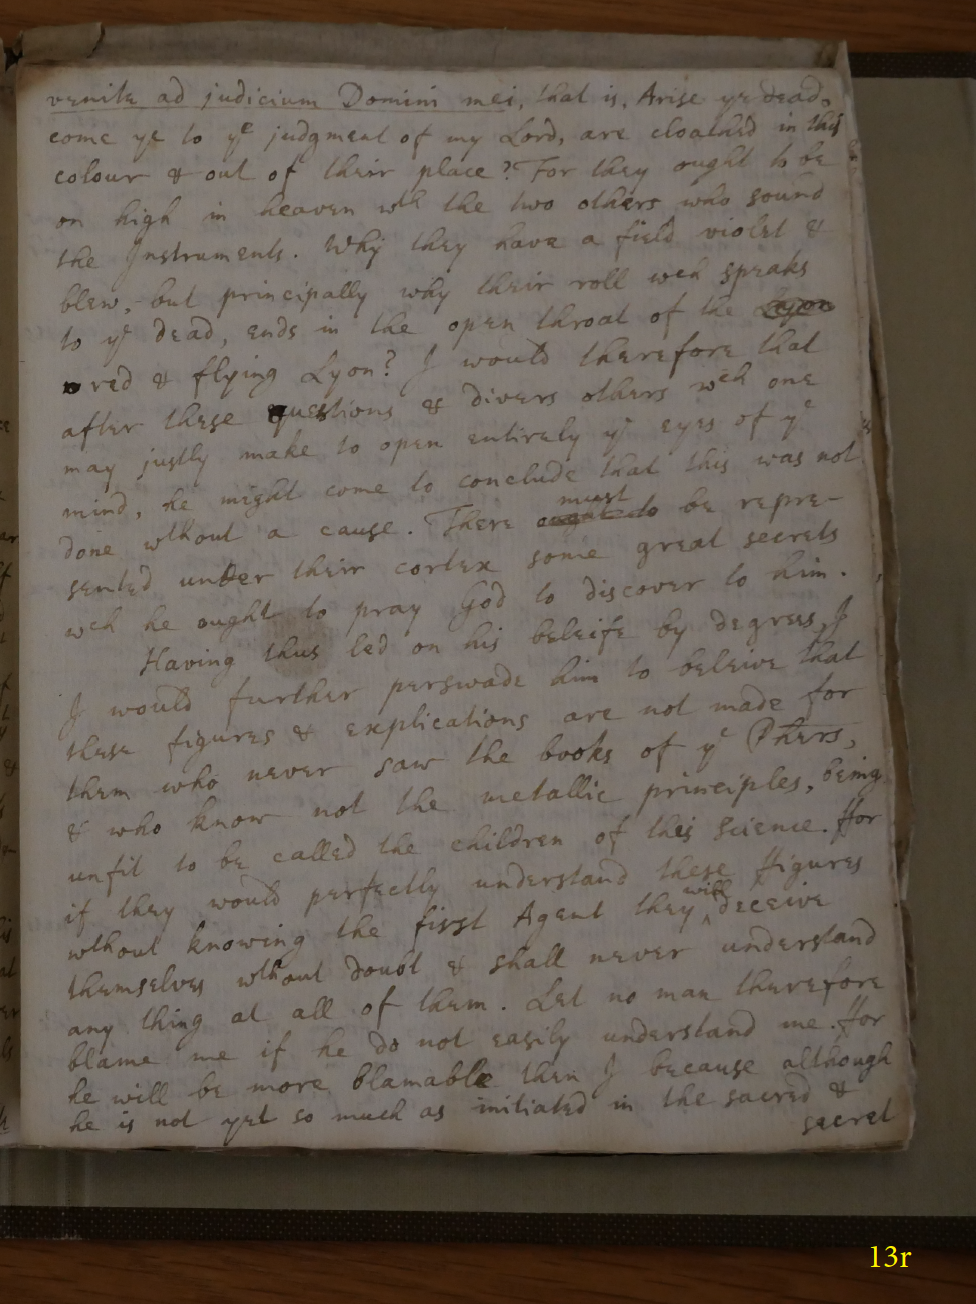 venite ad judicium Domini mei, that is, Arise ye dead,
come ye to ye judgment of my Lord, are cloathed in this
colour & out of their place? For they ought to be
on high in heaven wth the two others who sound
the Instruments. Why they have a field violet &
blew, but principally why their roll wch speaks
to ye dead, ends in the open throat of the Lyon
red & flying Lyon? I would therefore that
after these questions & divers others wch one
may justly make to open entirely ye eyes of ye
mind, he might come to conclude that this was not
done wthout a cause. There ought to must be repre-
sented under their cortex some great secrets
wch he ought to pray God to discover to him.
Having thus led on his beleife by degrees, I
I would further perswade him to beleive that
these figures & explications are not made for
them who never saw the books of ye Phers,
& who know not the metallic principles, being
unfit to be called the children of this science. ffor
if they would perfectly understand these ffigures
wthout knowing the first Agent they will deceive
themselves wthout doubt & shall never understand
any thing at all of them. Let no man therefore
blame me if he do not easily understand me. ffor
he will be more blamable then I because although
he is not yet so much as initiated in the sacred &
secret
13r